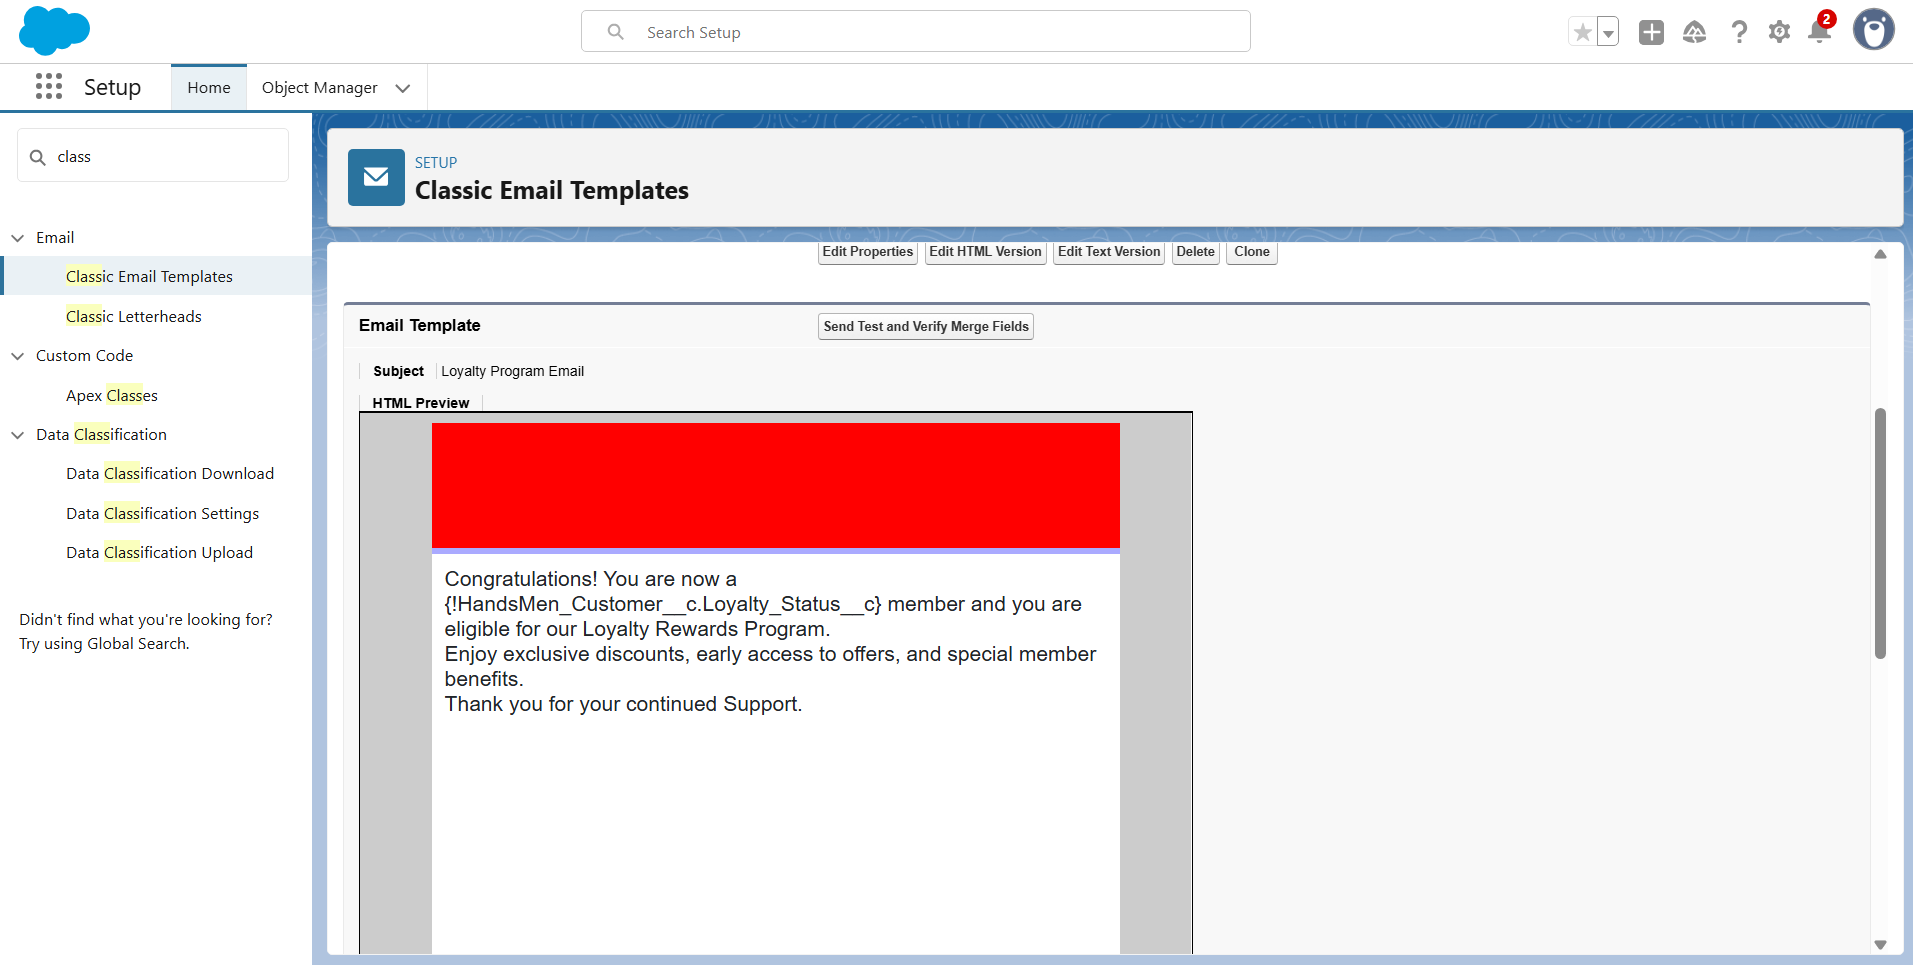 Search Setup
2
Setup
Home
Object Manager
class
Email
Classic Email Templates
Classic Letterheads
Custom Code
Apex Classes
Data Classification
Data Classification Download
Data Classification Settings
Data Classification Upload
Didn't find what you're looking for?
Try using Global Search.
SETUP
Classic Email Templates
Edit Properties Edit HTML Version Edit Text Version Delete Clone
Email Template Send Test and Verify Merge Fields
Subject Loyalty Program Email
HTML Preview
Congratulations! You are now a
{!HandsMen_Customer__c.Loyalty_Status__c} member and you are
eligible for our Loyalty Rewards Program.
Enjoy exclusive discounts, early access to offers, and special member
benefits.
Thank you for your continued Support.